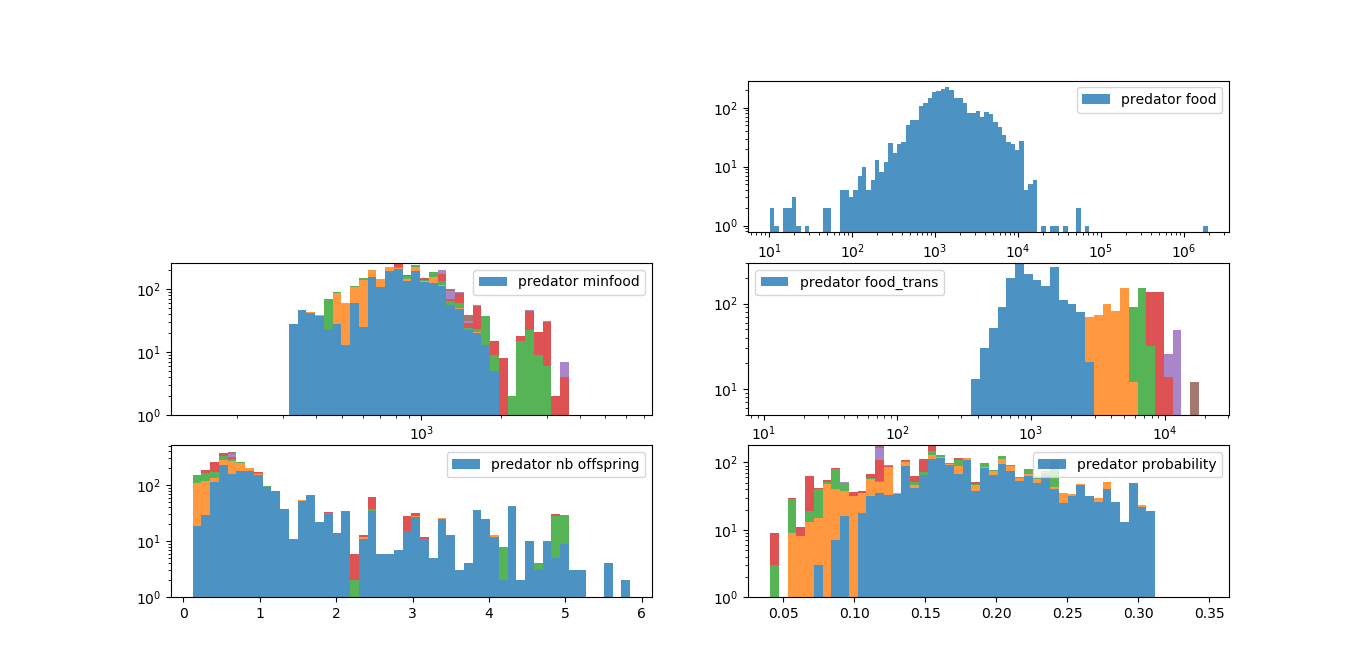 predator food
10²
10¹
10⁰
10¹ 10² 10³ 10⁴ 10⁵ 10⁶
predator minfood
10²
10¹
10⁰
10³
predator food_trans
10²
10¹
10¹ 10² 10³ 10⁴
predator nb offspring
10²
10¹
10⁰
0 1 2 3 4 5 6
predator probability
10²
10¹
10⁰
0.05 0.10 0.15 0.20 0.25 0.30 0.35